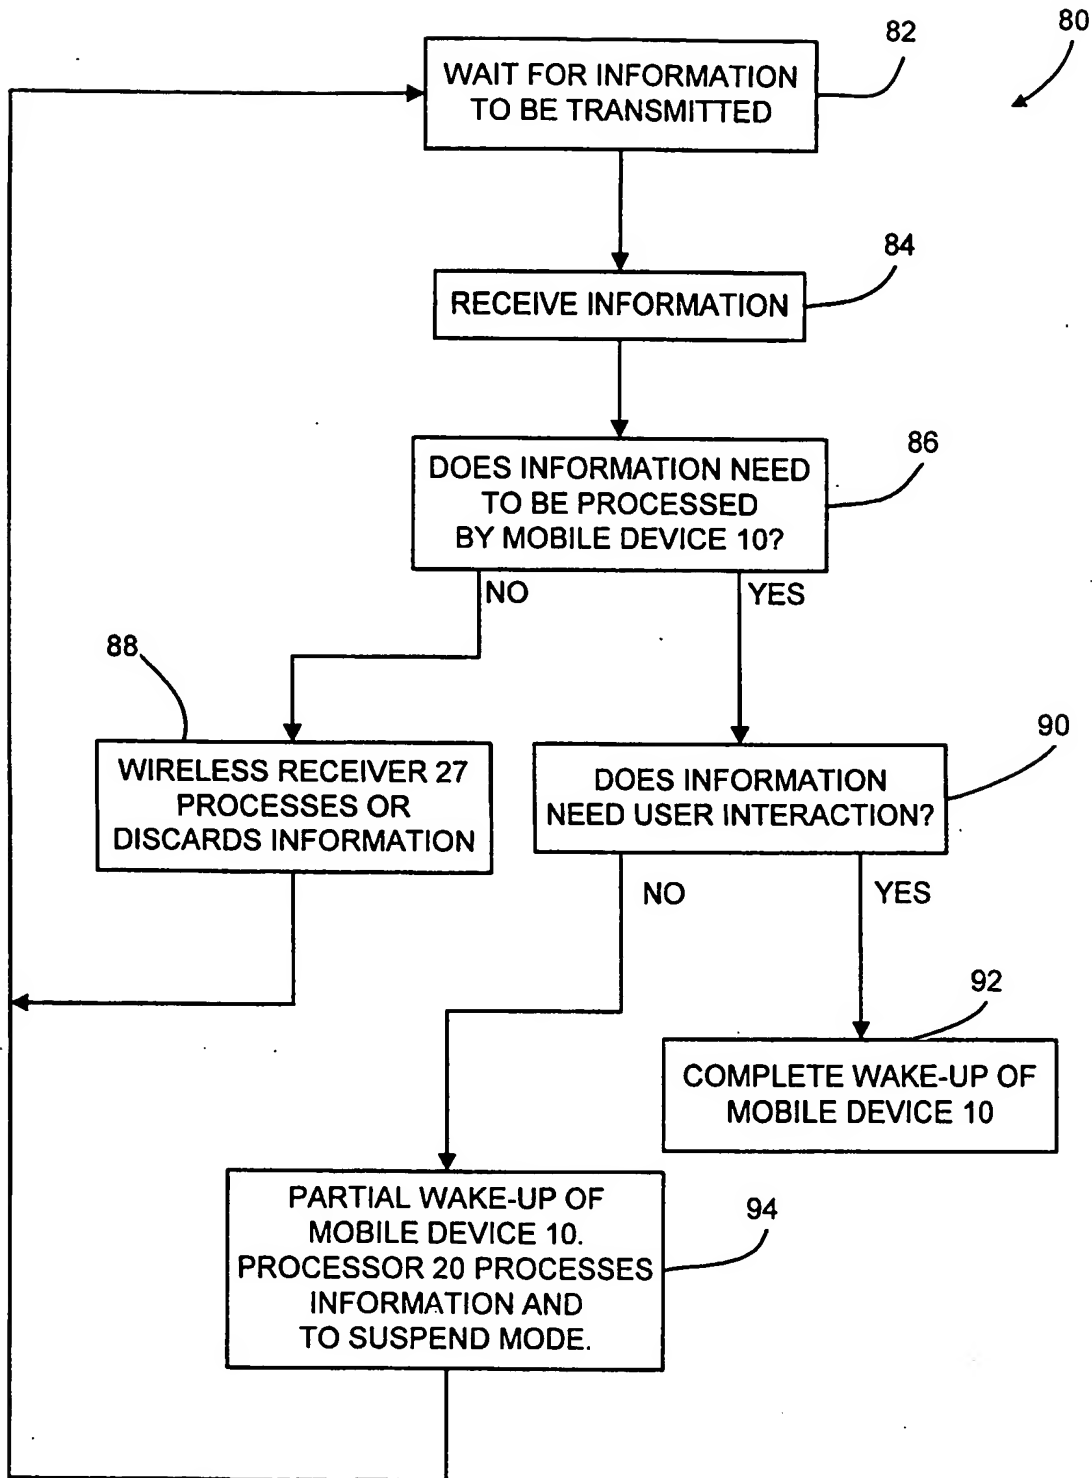 80
82
WAIT FOR INFORMATION
TO BE TRANSMITTED
84
RECEIVE INFORMATION
86
DOES INFORMATION NEED
TO BE PROCESSED
BY MOBILE DEVICE 10?
NO
YES
88
WIRELESS RECEIVER 27
PROCESSES OR
DISCARDS INFORMATION
90
DOES INFORMATION
NEED USER INTERACTION?
NO
YES
92
COMPLETE WAKE-UP OF
MOBILE DEVICE 10
94
PARTIAL WAKE-UP OF
MOBILE DEVICE 10.
PROCESSOR 20 PROCESSES
INFORMATION AND
TO SUSPEND MODE.